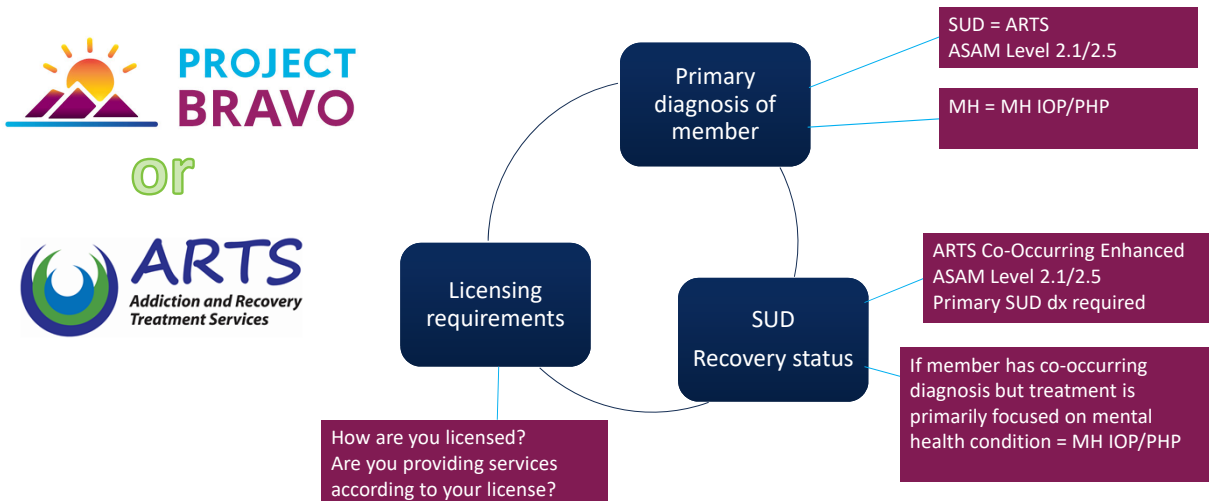 PROJECT
BRAVO
or
ARTS
Addiction and Recovery
Treatment Services
Primary
diagnosis of
member
SUD = ARTS
ASAM Level 2.1/2.5
MH = MH IOP/PHP
Licensing
requirements
How are you licensed?
Are you providing services
according to your license?
SUD
Recovery status
ARTS Co-Occurring Enhanced
ASAM Level 2.1/2.5
Primary SUD dx required
If member has co-occurring
diagnosis but treatment is
primarily focused on mental
health condition = MH IOP/PHP